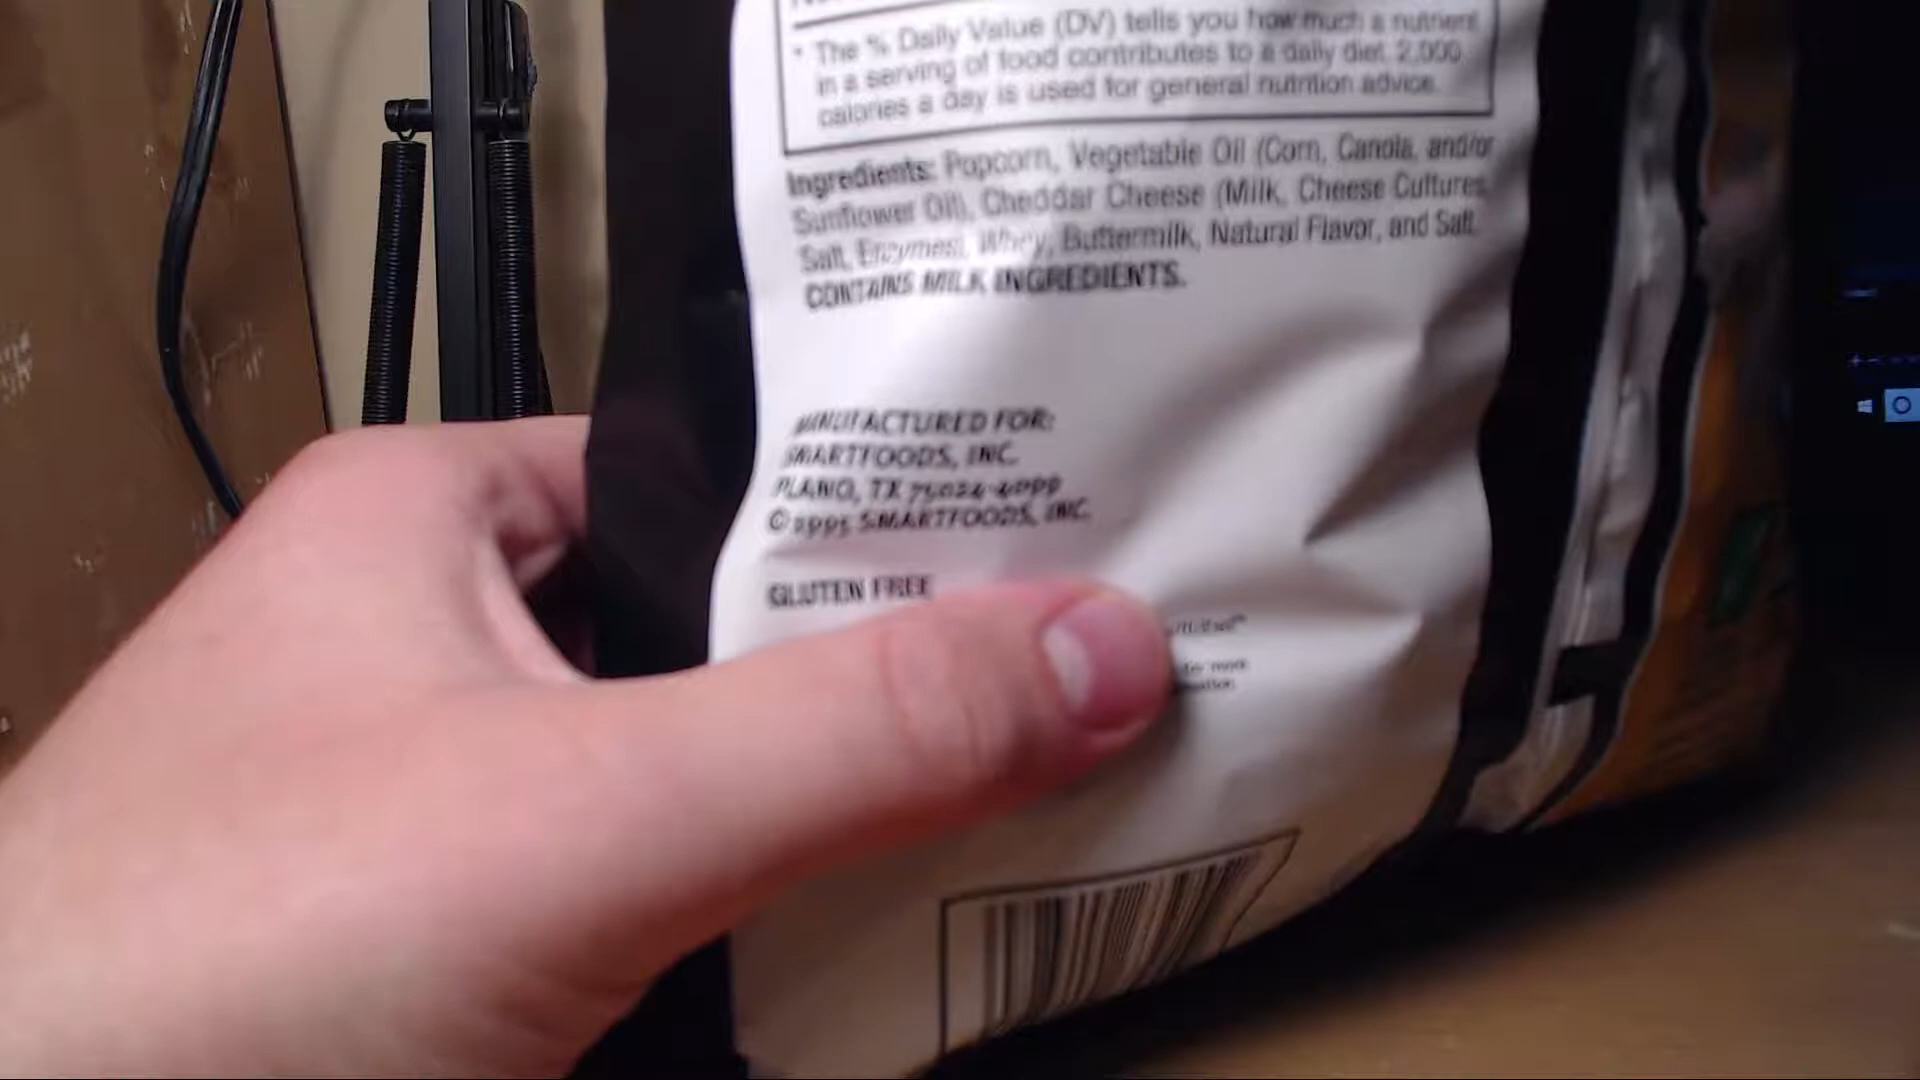 * The % Daily Value (DV) tells you how much a nutrient
in a serving of food contributes to a daily diet. 2,000
calories a day is used for general nutrition advice.
Ingredients: Popcorn, Vegetable Oil (Corn, Canola, and/or
Sunflower Oil), Cheddar Cheese (Milk, Cheese Cultures,
Salt, Enzymes), Whey, Buttermilk, Natural Flavor, and Salt.
CONTAINS MILK INGREDIENTS.
MANUFACTURED FOR:
SMARTFOODS, INC.
PLANO, TX 75024-4099
© 1995 SMARTFOODS, INC.
GLUTEN FREE
for more